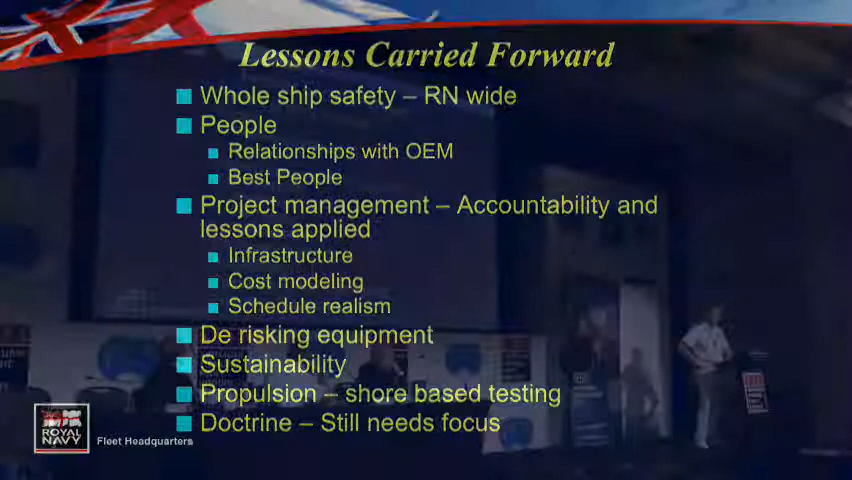 Lessons Carried Forward
Whole ship safety – RN wide
People
Relationships with OEM
Best People
Project management – Accountability and
lessons applied
Infrastructure
Cost modeling
Schedule realism
De risking equipment
Sustainability
Propulsion – shore based testing
Doctrine – Still needs focus
ROYAL
NAVY
Fleet Headquarters